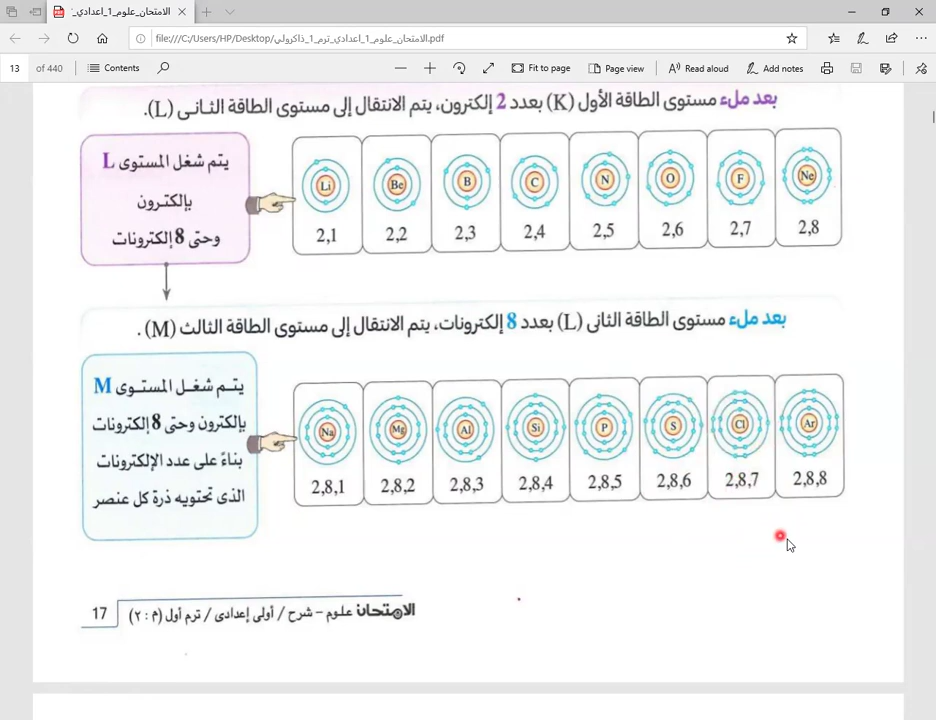 الامتحان_علوم_1_اعدادي_تـ
file:///C:/Users/HP/Desktop/الامتحان_علوم_1_اعدادي_ترم_1_ذاكرولي.pdf
13 of 440 Contents Fit to page Page view Read aloud Add notes
بعد ملء مستوى الطاقة الأول (K) بعدد 2 إلكترون، يتم الانتقال إلى مستوى الطاقة الثانى (L).
يتم شغل المستوى L
بإلكترون
وحتى 8 إلكترونات
Li Be B C N O F Ne
2,1 2,2 2,3 2,4 2,5 2,6 2,7 2,8
بعد ملء مستوى الطاقة الثانى (L) بعدد 8 إلكترونات، يتم الانتقال إلى مستوى الطاقة الثالث (M) .
يتم شغل المستوى M
بإلكترون وحتى 8 إلكترونات
بناءً على عدد الإلكترونات
الذى تحتويه ذرة كل عنصر
Na Mg Al Si P S Cl Ar
2,8,1 2,8,2 2,8,3 2,8,4 2,8,5 2,8,6 2,8,7 2,8,8
الامتحان علوم - شرح / أولى إعدادى / ترم أول (م : ٢) 17